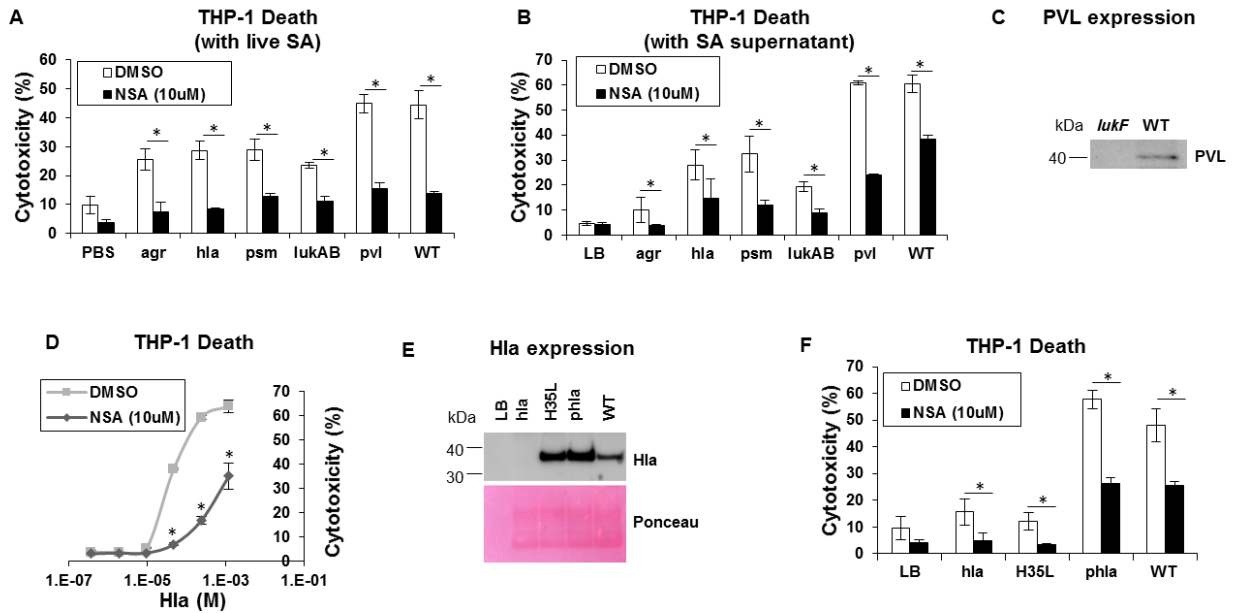 A
THP-1 Death
(with live SA)
Cytotoxicity (%)
60
50
40
30
20
10
0
DMSO
NSA (10uM)
* * * * * *
PBS agr hla psm lukAB pvl WT
B
THP-1 Death
(with SA supernatant)
Cytotoxicity (%)
70
60
50
40
30
20
10
0
DMSO
NSA (10uM)
* * * * * *
LB agr hla psm lukAB pvl WT
C
PVL expression
kDa lukF WT
40 PVL
D
THP-1 Death
DMSO
NSA (10uM)
70
60
50
40
30
20
10
0
Cytotoxicity (%)
* * *
1.E-07 1.E-05 1.E-03 1.E-01
Hla (M)
E
Hla expression
kDa LB hla H35L phla WT
40
30
Hla
Ponceau
F
THP-1 Death
Cytotoxicity (%)
70
60
50
40
30
20
10
0
DMSO
NSA (10uM)
* * * *
LB hla H35L phla WT